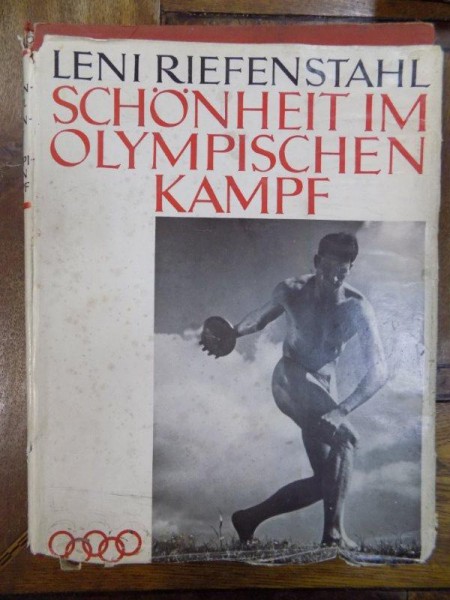 LENI RIEFENSTAHL
SCHÖNHEIT IM
OLYMPISCHEN
KAMPF